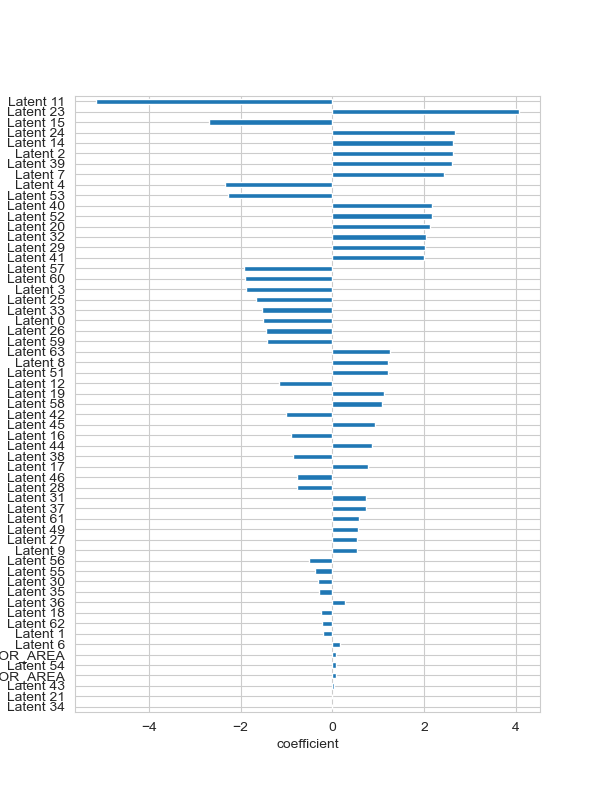 Latent 11
Latent 23
Latent 15
Latent 24
Latent 14
Latent 2
Latent 39
Latent 7
Latent 4
Latent 53
Latent 40
Latent 52
Latent 20
Latent 32
Latent 29
Latent 41
Latent 57
Latent 60
Latent 3
Latent 25
Latent 33
Latent 0
Latent 26
Latent 59
Latent 63
Latent 8
Latent 51
Latent 12
Latent 19
Latent 58
Latent 42
Latent 45
Latent 16
Latent 44
Latent 38
Latent 17
Latent 46
Latent 28
Latent 31
Latent 37
Latent 61
Latent 49
Latent 27
Latent 9
Latent 56
Latent 55
Latent 30
Latent 35
Latent 36
Latent 18
Latent 62
Latent 1
Latent 6
OR_AREA
Latent 54
OR_AREA
Latent 43
Latent 21
Latent 34
−4 −2 0 2 4
coefficient